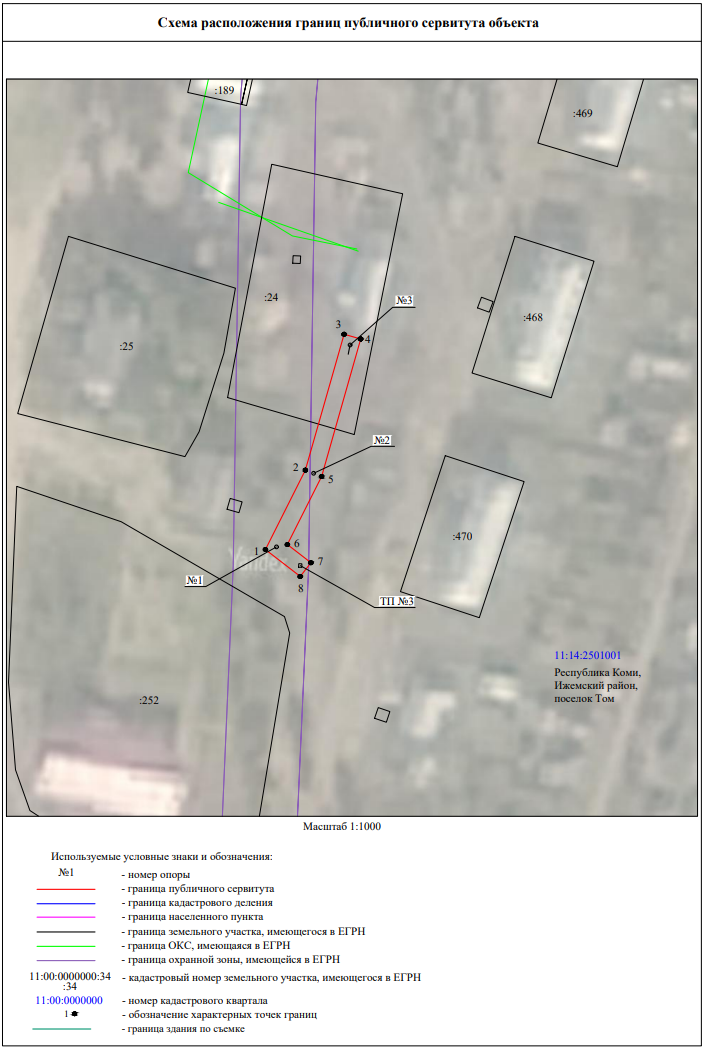 Схема расположения границ публичного сервитута объекта
:189
:469
:24
№3
3
4
:468
:25
№2
2
5
1
6
Yandex
7
:470
№1
8
ТП №3
11:14:2501001
Республика Коми,
Ижемский район,
поселок Том
:252
Масштаб 1:1000
Используемые условные знаки и обозначения:
№1 - номер опоры
- граница публичного сервитута
- граница кадастрового деления
- граница населенного пункта
- граница земельного участка, имеющегося в ЕГРН
- граница ОКС, имеющаяся в ЕГРН
- граница охранной зоны, имеющейся в ЕГРН
11:00:0000000:34 - кадастровый номер земельного участка, имеющегося в ЕГРН
:34
11:00:0000000 - номер кадастрового квартала
1 - обозначение характерных точек границ
- граница здания по съемке